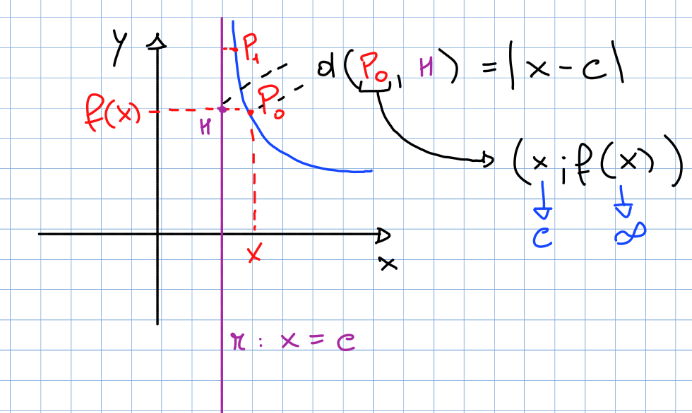 y
P₁
d(P₀, H) = |x - c|
f(x)
P₀
H
(x; f(x))
c
∞
x
x
r: x = c